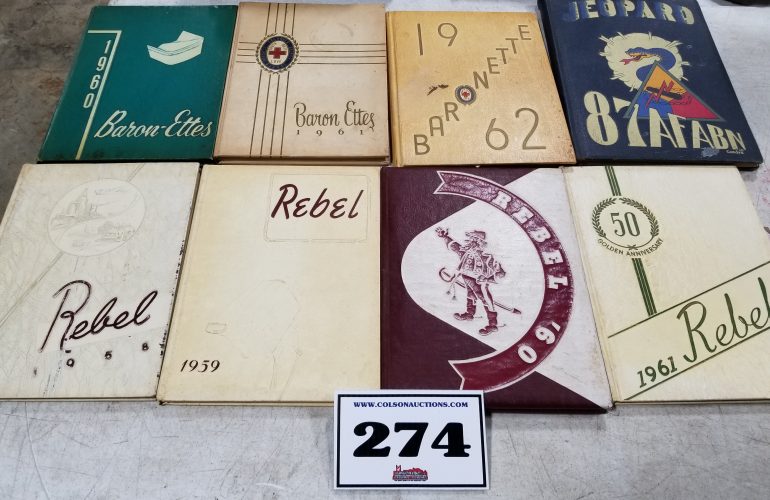 1960
Baron-Ettes
Baron Ettes
1961
19
BARONETTE
62
JEOPARD
87 AFABN
Rebel
1956
Rebel
1959
REBEL
'60
50
GOLDEN ANNIVERSARY
1961 Rebel
WWW.COLSONAUCTIONS.COM
274